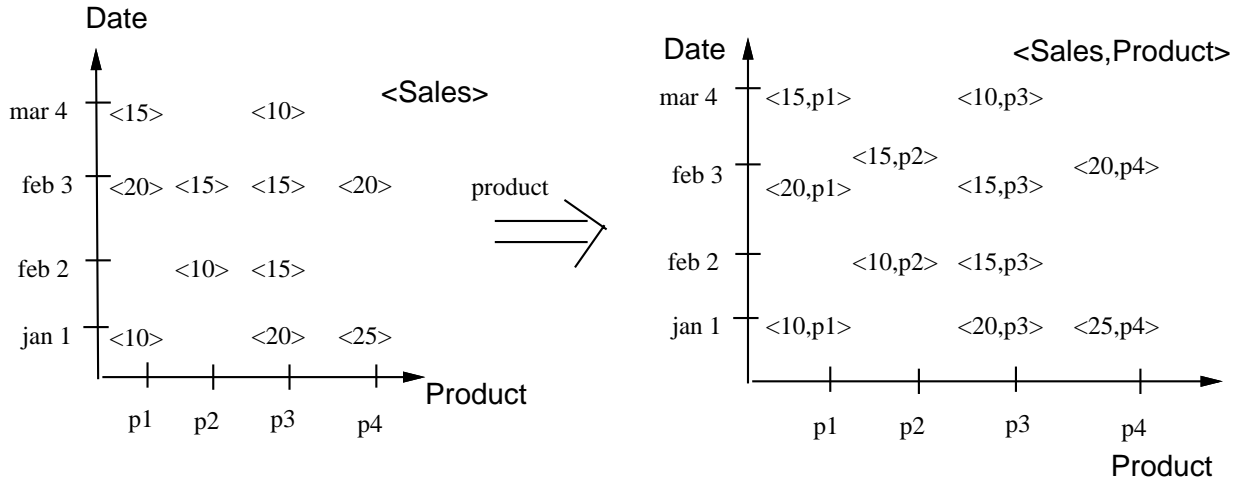 Date
<Sales>
mar 4 <15> <10>
feb 3 <20> <15> <15> <20>
feb 2 <10> <15>
jan 1 <10> <20> <25>
Product
p1 p2 p3 p4
product
Date <Sales,Product>
mar 4 <15,p1> <10,p3>
<15,p2> <20,p4>
feb 3 <20,p1> <15,p3>
feb 2 <10,p2> <15,p3>
jan 1 <10,p1> <20,p3> <25,p4>
p1 p2 p3 p4
Product